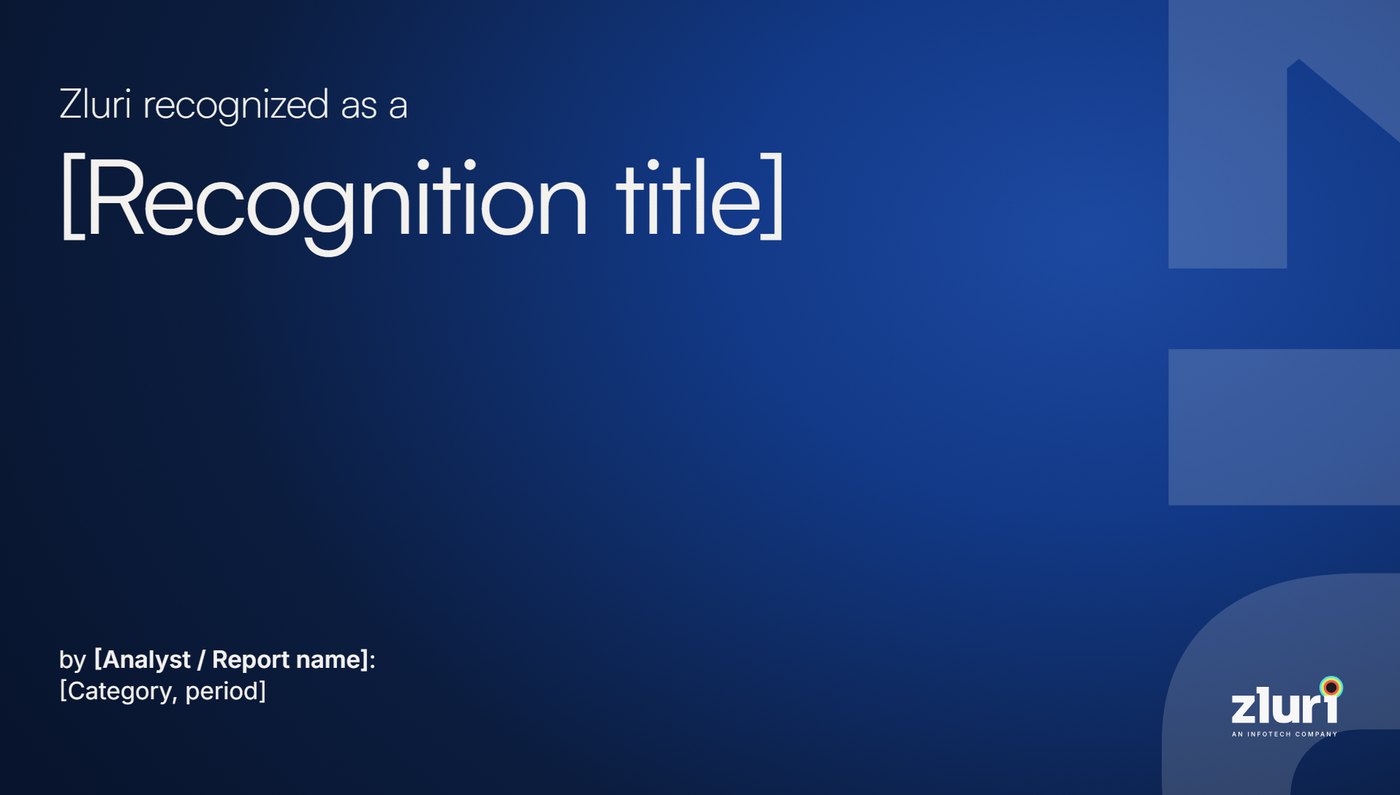 Zluri recognized as a
[Recognition title]
by [Analyst / Report name]:
[Category, period]
zluri
AN INFOTECH COMPANY